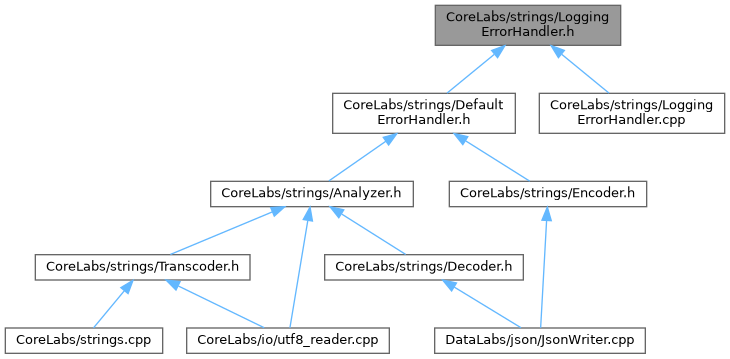 CoreLabs/strings/Logging
ErrorHandler.h
CoreLabs/strings/Default
ErrorHandler.h
CoreLabs/strings/Logging
ErrorHandler.cpp
CoreLabs/strings/Analyzer.h
CoreLabs/strings/Encoder.h
CoreLabs/strings/Transcoder.h
CoreLabs/strings/Decoder.h
CoreLabs/strings.cpp
CoreLabs/io/utf8_reader.cpp
DataLabs/json/JsonWriter.cpp